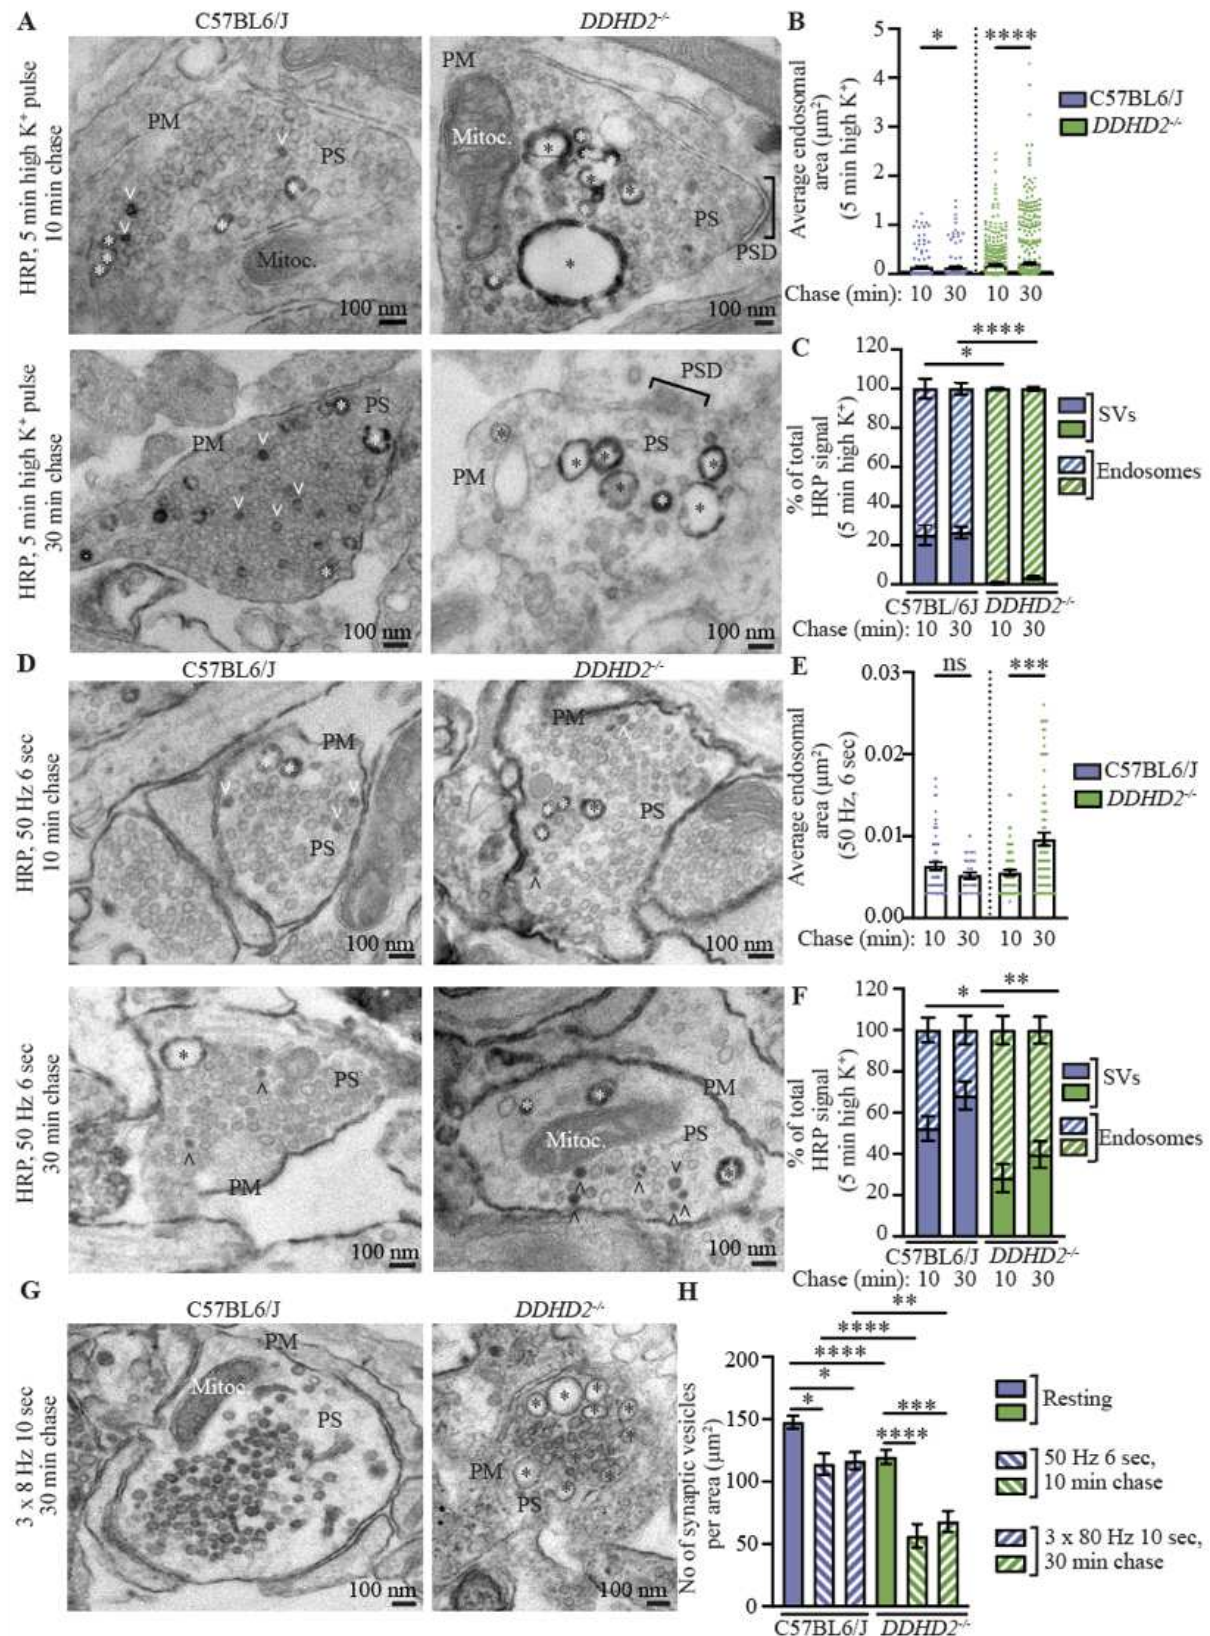 A
C57BL6/J
DDHD2-/-
HRP, 5 min high K+ pulse
10 min chase
PM
PS
Mitoc.
100 nm
PM
Mitoc.
PS
PSD
100 nm
HRP, 5 min high K+ pulse
30 min chase
PM
PS
100 nm
PSD
PS
PM
100 nm
B
Average endosomal
area (μm²)
(5 min high K+)
5
4
3
2
1
0
* ****
C57BL6/J
DDHD2-/-
Chase (min): 10 30 10 30
C
% of total
HRP signal
(5 min high K+)
120
100
80
60
40
20
0
****
*
SVs
Endosomes
C57BL/6J DDHD2-/-
Chase (min): 10 30 10 30
D
C57BL6/J
DDHD2-/-
HRP, 50 Hz 6 sec
10 min chase
PM
PS
100 nm
PM
PS
100 nm
HRP, 50 Hz 6 sec
30 min chase
PS
PM
100 nm
PM
Mitoc.
PS
100 nm
E
Average endosomal
area (μm²)
(50 Hz, 6 sec)
0.03
0.02
0.01
0.00
ns ***
C57BL6/J
DDHD2-/-
Chase (min): 10 30 10 30
F
% of total
HRP signal
(5 min high K+)
120
100
80
60
40
20
0
* **
SVs
Endosomes
C57BL6/J DDHD2-/-
Chase (min): 10 30 10 30
G
C57BL6/J
DDHD2-/-
3 x 8 Hz 10 sec
30 min chase
PM
Mitoc.
PS
100 nm
PM
PS
100 nm
H
No of synaptic vesicles
per area (μm²)
200
150
100
50
0
**
****
****
*
* ***
****
Resting
50 Hz 6 sec,
10 min chase
3 x 80 Hz 10 sec,
30 min chase
C57BL6/J DDHD2-/-